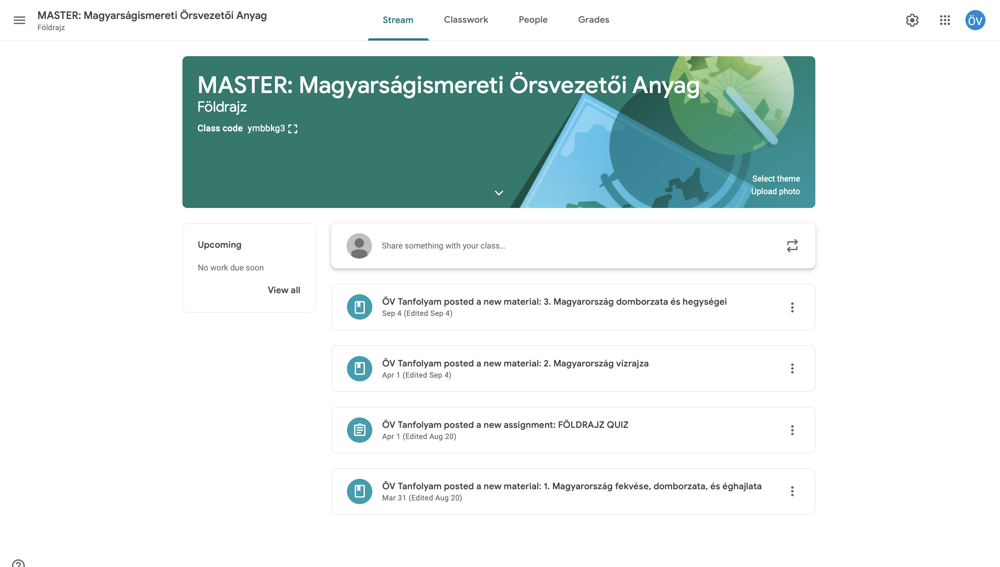 MASTER: Magyarságismereti Örsvezetői Anyag
Földrajz
Stream
Classwork
People
Grades
ÖV
MASTER: Magyarságismereti Örsvezetői Anyag
Földrajz
Class code ymbbkg3
Select theme
Upload photo
Upcoming
No work due soon
View all
Share something with your class...
ÖV Tanfolyam posted a new material: 3. Magyarország domborzata és hegységei
Sep 4 (Edited Sep 4)
ÖV Tanfolyam posted a new material: 2. Magyarország vízrajza
Apr 1 (Edited Sep 4)
ÖV Tanfolyam posted a new assignment: FÖLDRAJZ QUIZ
Apr 1 (Edited Aug 20)
ÖV Tanfolyam posted a new material: 1. Magyarország fekvése, domborzata, és éghajlata
Mar 31 (Edited Aug 20)